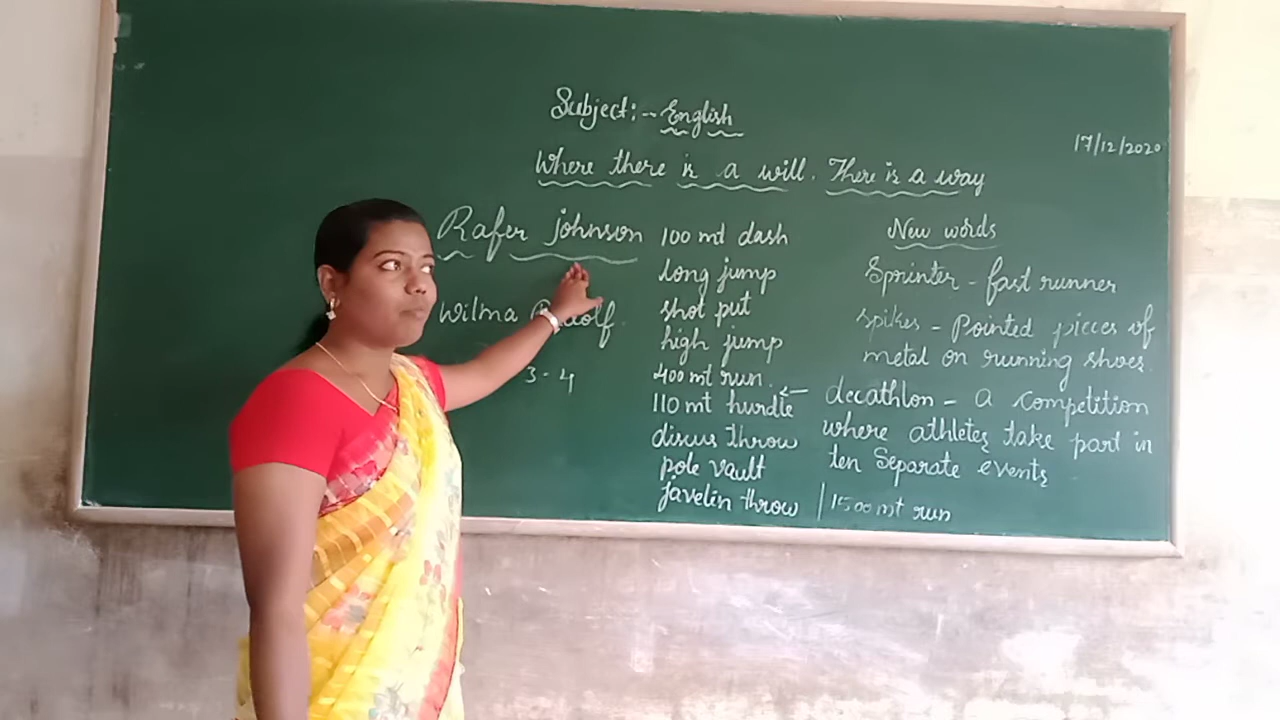 Subject:-- English
17/12/2020
Where there is a will. There is a way
Rafer johnson
Wilma
3-4
100 mt dash
long jump
shot put
high jump
400 mt run.
110 mt hurdle
discus throw
pole vault
javelin throw | 1500 mt run
New words
Sprinter - fast runner
spikes - Pointed pieces of
metal on running shoes.
← decathlon - a competition
where athletes take part in
ten Separate events